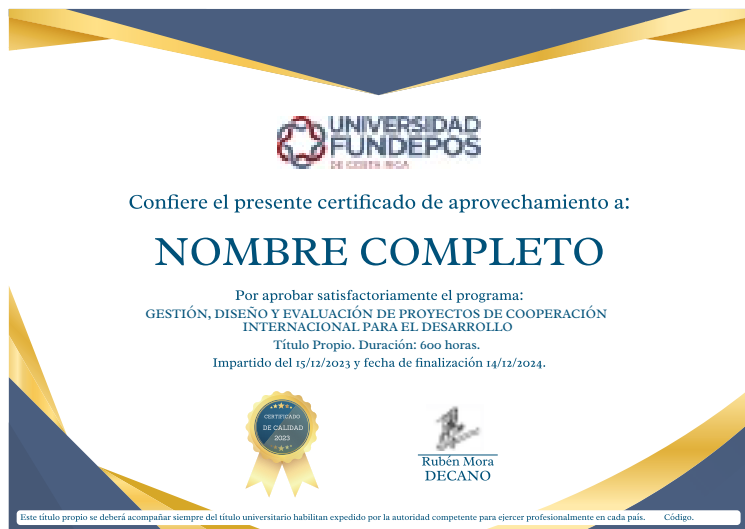 UNIVERSIDAD
FUNDEPOS
DE COSTA RICA
Confiere el presente certificado de aprovechamiento a:
NOMBRE COMPLETO
Por aprobar satisfactoriamente el programa:
GESTIÓN, DISEÑO Y EVALUACIÓN DE PROYECTOS DE COOPERACIÓN
INTERNACIONAL PARA EL DESARROLLO
Título Propio. Duración: 600 horas.
Impartido del 15/12/2023 y fecha de finalización 14/12/2024.
CERTIFICADO
DE CALIDAD
2023
Rubén Mora
DECANO
Este título propio se deberá acompañar siempre del título universitario habilitan expedido por la autoridad competente para ejercer profesionalmente en cada país. Código.